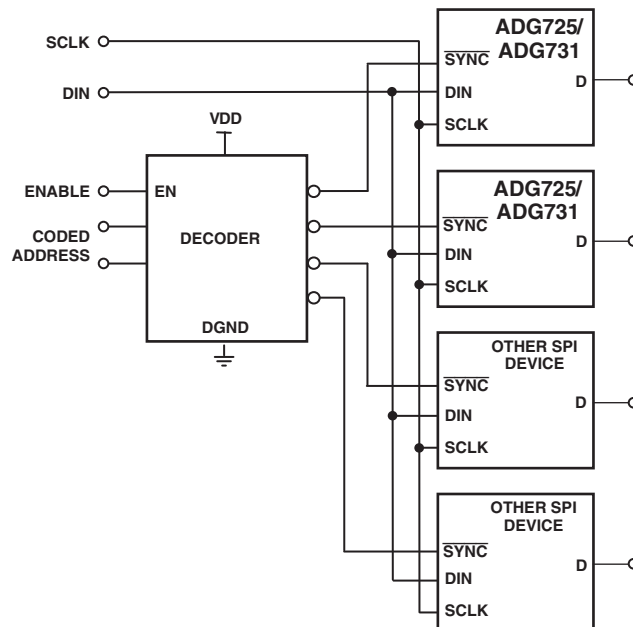 SCLK
DIN
VDD
ENABLE
EN
CODED
ADDRESS
DECODER
DGND
ADG725/
ADG731
SYNC
DIN
SCLK
D
ADG725/
ADG731
SYNC
DIN
SCLK
D
OTHER SPI
DEVICE
SYNC
DIN
SCLK
D
OTHER SPI
DEVICE
SYNC
DIN
SCLK
D